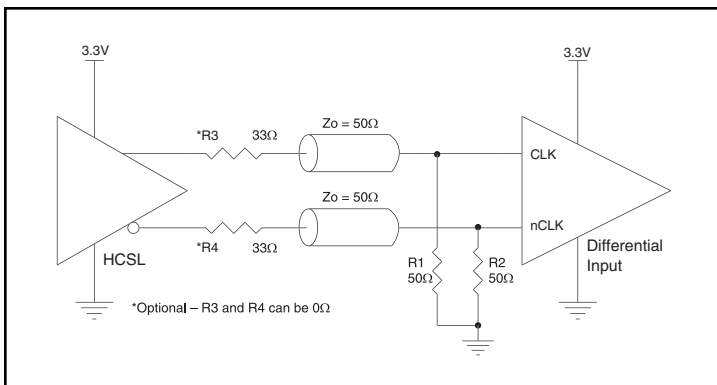 3.3V
3.3V
*R3
33Ω
Zo = 50Ω
CLK
Zo = 50Ω
nCLK
HCSL
*R4
33Ω
R1
50Ω
R2
50Ω
Differential
Input
*Optional – R3 and R4 can be 0Ω